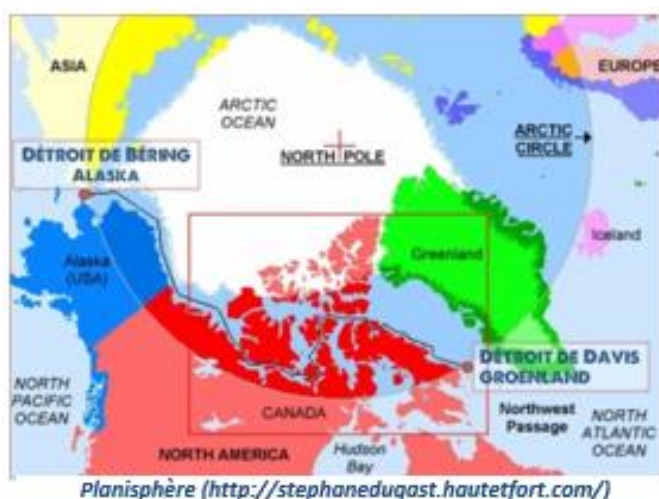 ASIA
EUROPE
ARCTIC
OCEAN
ARCTIC
CIRCLE
NORTH POLE
DÉTROIT DE BÉRING
ALASKA
Alaska
(USA)
Greenland
Iceland
DÉTROIT DE DAVIS
GROENLAND
NORTH
PACIFIC
OCEAN
CANADA
Northwest
Passage
NORTH
ATLANTIC
OCEAN
NORTH AMERICA
Hudson
Bay
Planisphère (http://stephanedugast.hautetfort.com/)